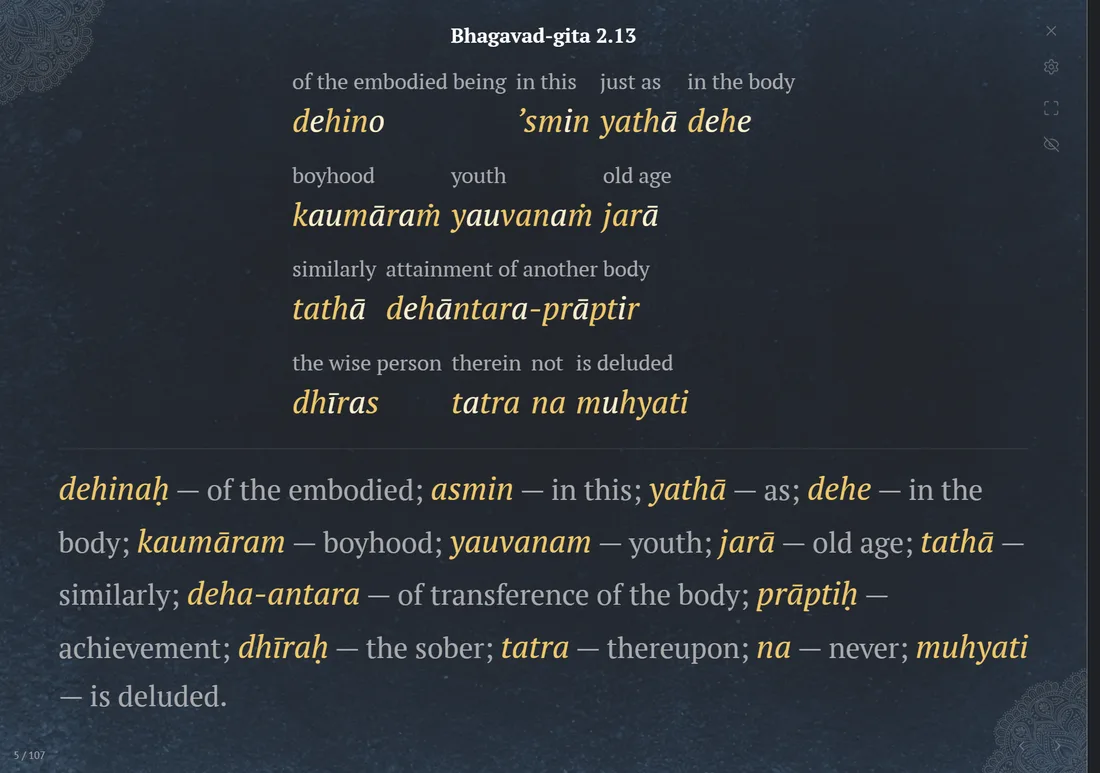 Bhagavad-gita 2.13
of the embodied being in this just as in the body
dehino ’smin yathā dehe
boyhood youth old age
kaumāraṁ yauvanaṁ jarā
similarly attainment of another body
tathā dehāntara-prāptir
the wise person therein not is deluded
dhīras tatra na muhyati
dehinaḥ — of the embodied; asmin — in this; yathā — as; dehe — in the
body; kaumāram — boyhood; yauvanam — youth; jarā — old age; tathā —
similarly; deha-antara — of transference of the body; prāptiḥ —
achievement; dhīraḥ — the sober; tatra — thereupon; na — never; muhyati
— is deluded.
5 / 107